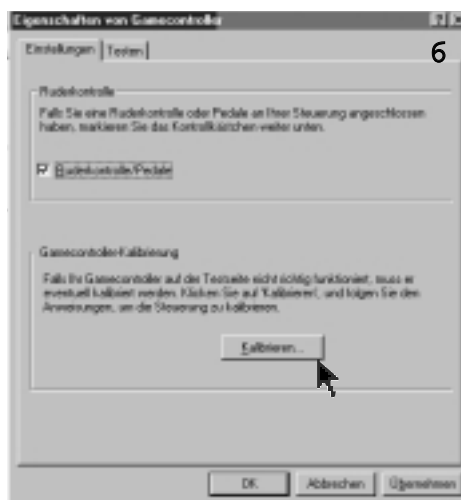 Eigenschaften von Gamecontroller
Einstellungen Testen
6
Ruderkontrolle
Falls Sie eine Ruderkontrolle oder Pedale an Ihrer Steuerung angeschlossen
haben, markieren Sie das Kontrollkästchen weiter unten.
Ruderkontrolle/Pedale
Gamecontroller-Kalibrierung
Falls Ihr Gamecontroller auf der Testseite nicht richtig funktioniert, muss er
eventuell kalibriert werden. Klicken Sie auf 'Kalibrieren', und folgen Sie den
Anweisungen, um die Steuerung zu kalibrieren.
Kalibrieren...
OK Abbrechen Übernehmen